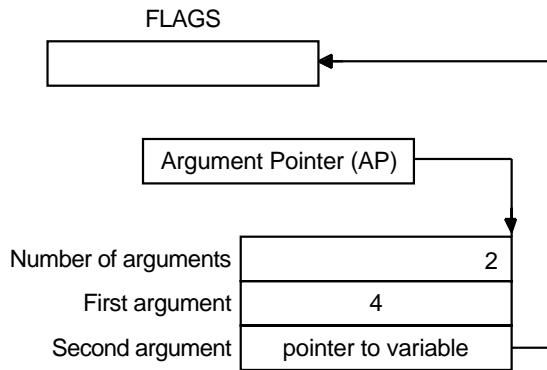 FLAGS
Argument Pointer (AP)
Number of arguments 2
First argument 4
Second argument pointer to variable